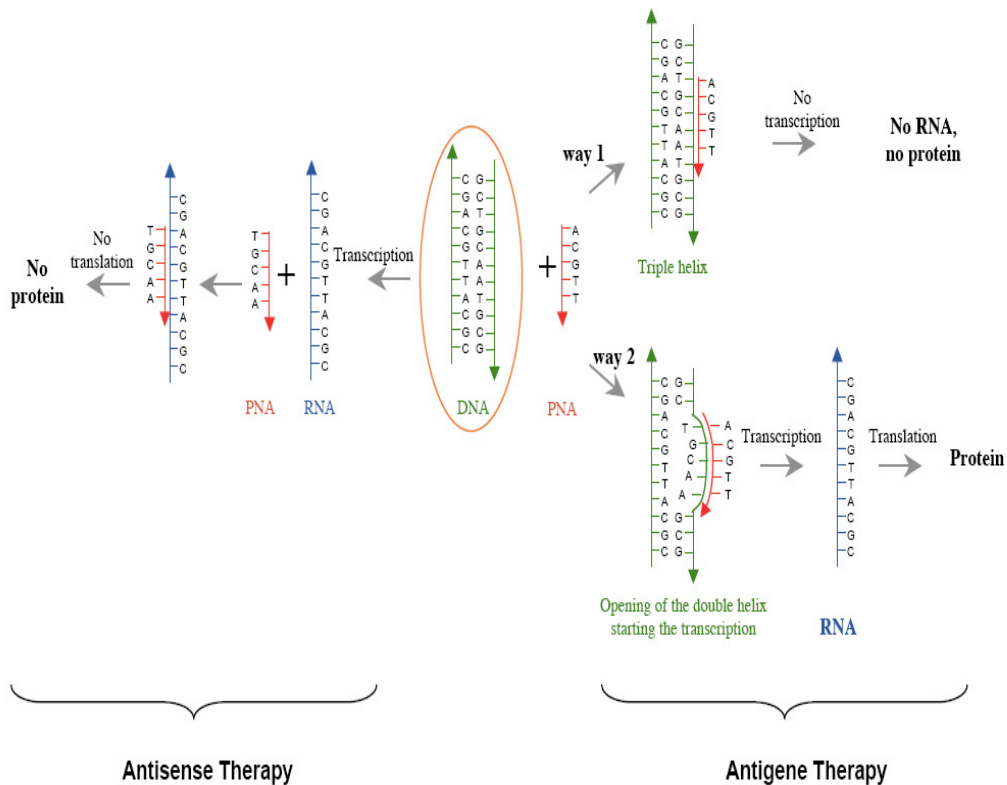 C G
G C
A T A
C G C
G C G
T A T
T A T
A T
C G
G C
C G
Triple helix
way 1
No
transcription
No RNA,
no protein
No
protein
No
translation
T
G
C
A
A
C
G
A
C
G
T
T
A
C
G
C
T
G
C
A
A
PNA
+
C
G
A
C
G
T
T
A
C
G
C
RNA
Transcription
C G
G C
A T
C G
G C
T A
T A
A T
C G
G C
C G
DNA
+
A
C
G
T
T
PNA
way 2
C G
G C
A T A
C G C
G C G
T A T
T A T
A
C G
G C
C G
Opening of the double helix
starting the transcription
Transcription
C
G
A
C
G
T
T
A
C
G
C
RNA
Translation
Protein
Antisense Therapy
Antigene Therapy